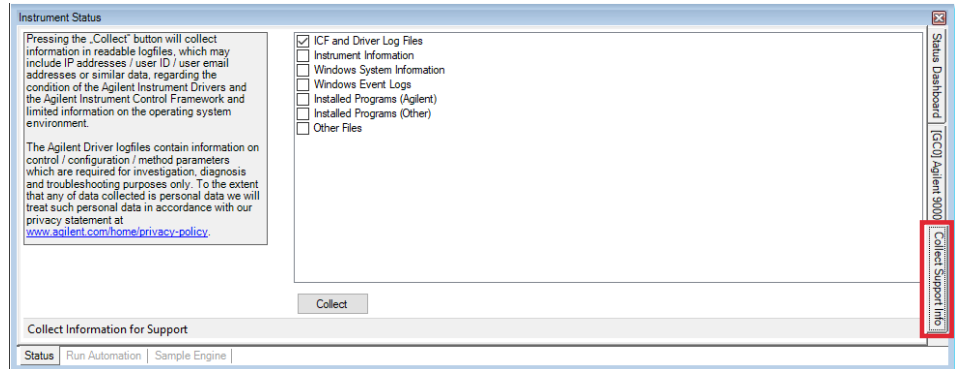 Instrument Status
Pressing the „Collect" button will collect
information in readable logfiles, which may
include IP addresses / user ID / user email
addresses or similar data, regarding the
condition of the Agilent Instrument Drivers and
the Agilent Instrument Control Framework and
limited information on the operating system
environment.
The Agilent Driver logfiles contain information on
control / configuration / method parameters
which are required for investigation, diagnosis
and troubleshooting purposes only. To the extent
that any of data collected is personal data we will
treat such personal data in accordance with our
privacy statement at
www.agilent.com/home/privacy-policy.
ICF and Driver Log Files
Instrument Information
Windows System Information
Windows Event Logs
Installed Programs (Agilent)
Installed Programs (Other)
Other Files
Collect
Collect Information for Support
Status Dashboard
[GC0] Agilent 9000
Collect Support Info
Status Run Automation Sample Engine